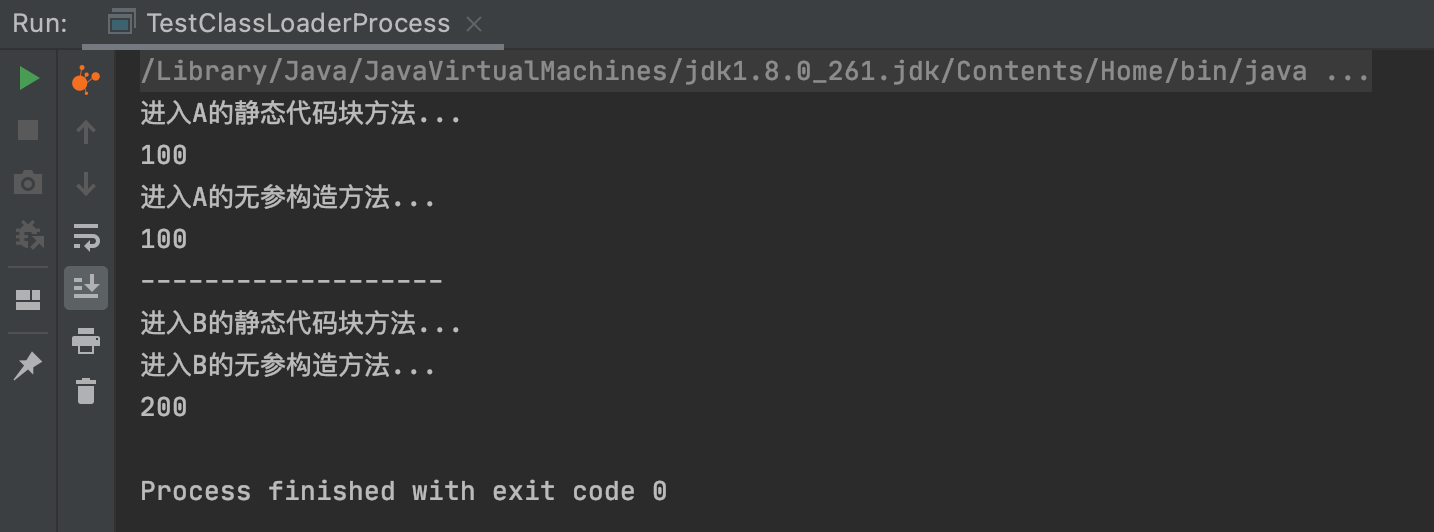 Run: TestClassLoaderProcess
/Library/Java/JavaVirtualMachines/jdk1.8.0_261.jdk/Contents/Home/bin/java ...
进入A的静态代码块方法...
100
进入A的无参构造方法...
100
-------------------
进入B的静态代码块方法...
进入B的无参构造方法...
200
Process finished with exit code 0